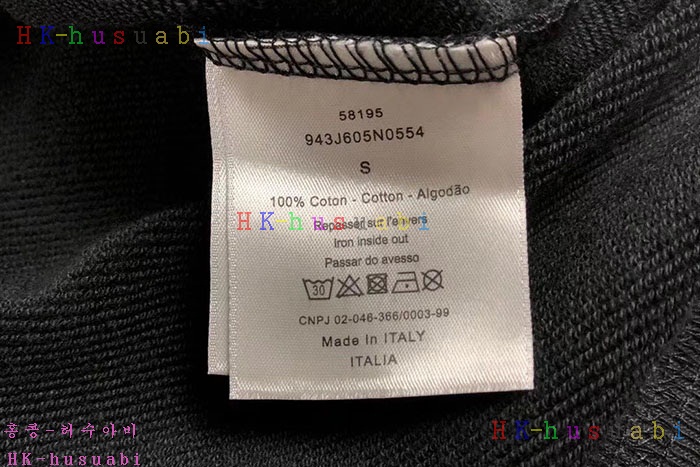 HK-husuabi
58195
943J605N0554
S
100% Coton - Cotton - Algodão
HK-husuabi
Repasser sur l'envers
Iron inside out
Passar do avesso
30
CNPJ 02-046-366/0003-99
Made In ITALY
ITALIA
홍콩-허수아비
HK-husuabi
HK-husuabi